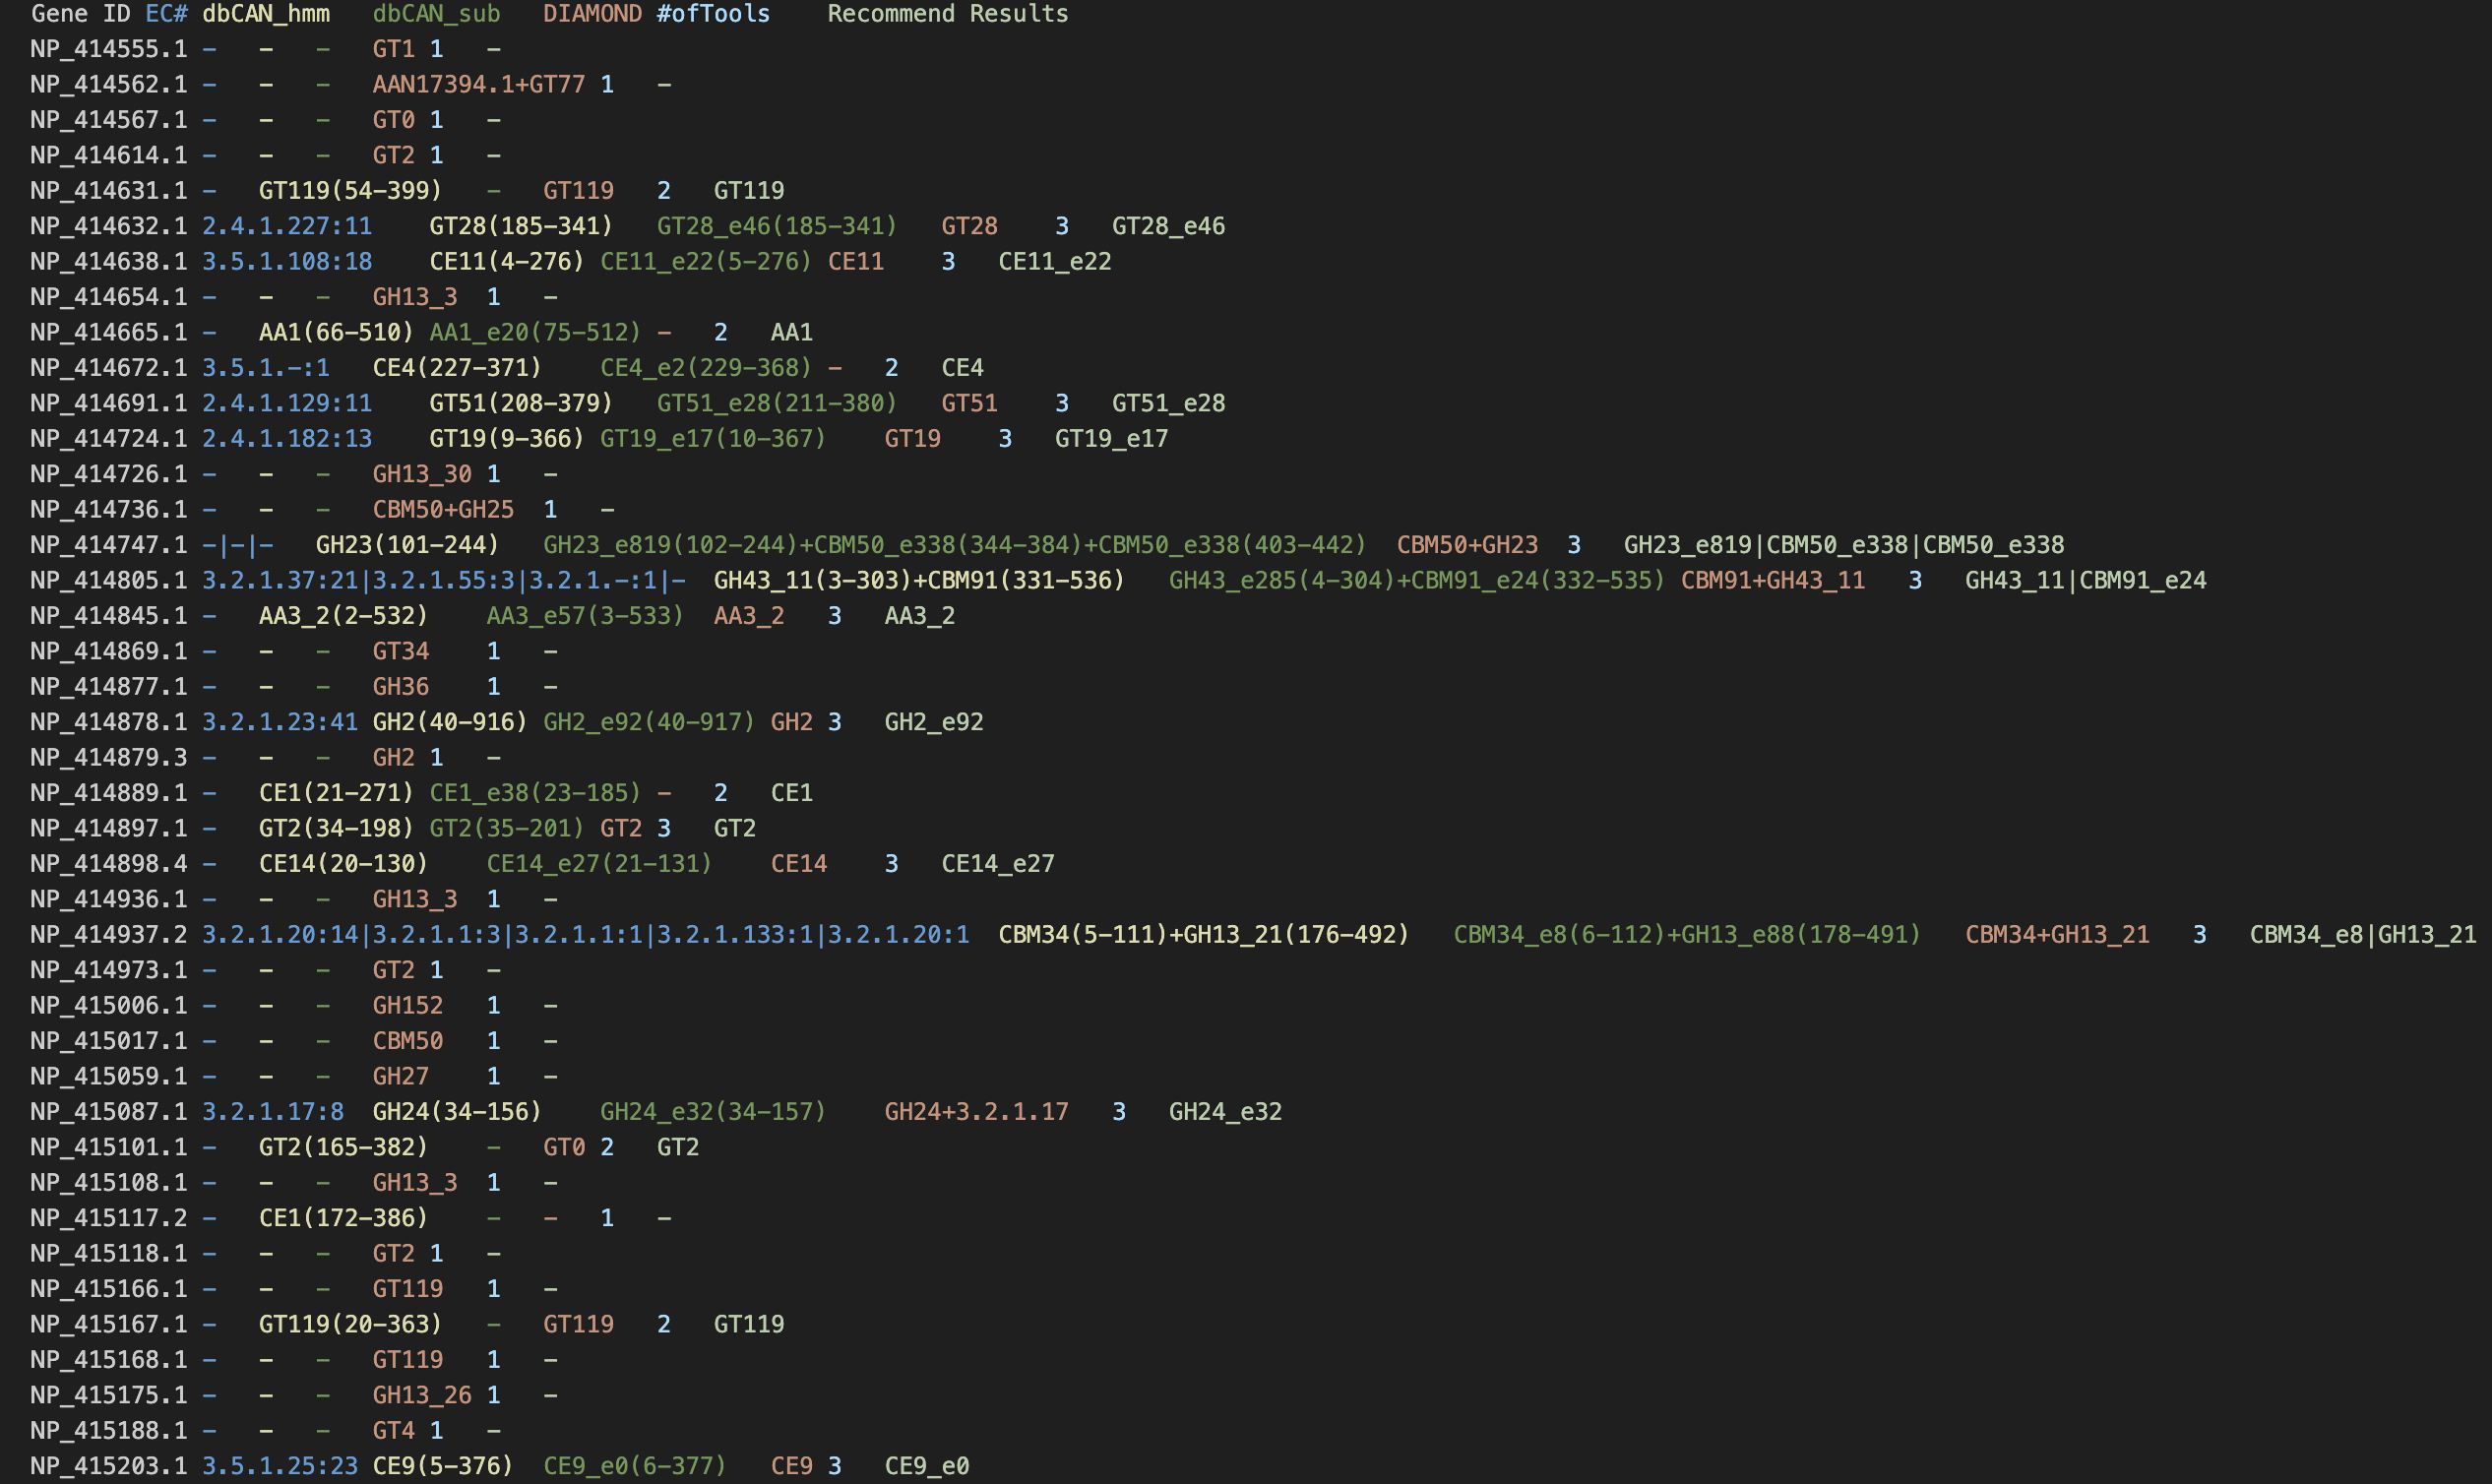 Gene ID EC# dbCAN_hmm dbCAN_sub DIAMOND #ofTools Recommend Results
NP_414555.1 - - - GT1 1 -
NP_414562.1 - - - AAN17394.1+GT77 1 -
NP_414567.1 - - - GT0 1 -
NP_414614.1 - - - GT2 1 -
NP_414631.1 - GT119(54-399) - GT119 2 GT119
NP_414632.1 2.4.1.227:11 GT28(185-341) GT28_e46(185-341) GT28 3 GT28_e46
NP_414638.1 3.5.1.108:18 CE11(4-276) CE11_e22(5-276) CE11 3 CE11_e22
NP_414654.1 - - - GH13_3 1 -
NP_414665.1 - AA1(66-510) AA1_e20(75-512) - 2 AA1
NP_414672.1 3.5.1.-:1 CE4(227-371) CE4_e2(229-368) - 2 CE4
NP_414691.1 2.4.1.129:11 GT51(208-379) GT51_e28(211-380) GT51 3 GT51_e28
NP_414724.1 2.4.1.182:13 GT19(9-366) GT19_e17(10-367) GT19 3 GT19_e17
NP_414726.1 - - - GH13_30 1 -
NP_414736.1 - - - CBM50+GH25 1 -
NP_414747.1 -|-|- GH23(101-244) GH23_e819(102-244)+CBM50_e338(344-384)+CBM50_e338(403-442) CBM50+GH23 3 GH23_e819|CBM50_e338|CBM50_e338
NP_414805.1 3.2.1.37:21|3.2.1.55:3|3.2.1.-:1|- GH43_11(3-303)+CBM91(331-536) GH43_e285(4-304)+CBM91_e24(332-535) CBM91+GH43_11 3 GH43_11|CBM91_e24
NP_414845.1 - AA3_2(2-532) AA3_e57(3-533) AA3_2 3 AA3_2
NP_414869.1 - - - GT34 1 -
NP_414877.1 - - - GH36 1 -
NP_414878.1 3.2.1.23:41 GH2(40-916) GH2_e92(40-917) GH2 3 GH2_e92
NP_414879.3 - - - GH2 1 -
NP_414889.1 - CE1(21-271) CE1_e38(23-185) - 2 CE1
NP_414897.1 - GT2(34-198) GT2(35-201) GT2 3 GT2
NP_414898.4 - CE14(20-130) CE14_e27(21-131) CE14 3 CE14_e27
NP_414936.1 - - - GH13_3 1 -
NP_414937.2 3.2.1.20:14|3.2.1.1:3|3.2.1.1:1|3.2.1.133:1|3.2.1.20:1 CBM34(5-111)+GH13_21(176-492) CBM34_e8(6-112)+GH13_e88(178-491) CBM34+GH13_21 3 CBM34_e8|GH13_21
NP_414973.1 - - - GT2 1 -
NP_415006.1 - - - GH152 1 -
NP_415017.1 - - - CBM50 1 -
NP_415059.1 - - - GH27 1 -
NP_415087.1 3.2.1.17:8 GH24(34-156) GH24_e32(34-157) GH24+3.2.1.17 3 GH24_e32
NP_415101.1 - GT2(165-382) - GT0 2 GT2
NP_415108.1 - - - GH13_3 1 -
NP_415117.2 - CE1(172-386) - - 1 -
NP_415118.1 - - - GT2 1 -
NP_415166.1 - - - GT119 1 -
NP_415167.1 - GT119(20-363) - GT119 2 GT119
NP_415168.1 - - - GT119 1 -
NP_415175.1 - - - GH13_26 1 -
NP_415188.1 - - - GT4 1 -
NP_415203.1 3.5.1.25:23 CE9(5-376) CE9_e0(6-377) CE9 3 CE9_e0